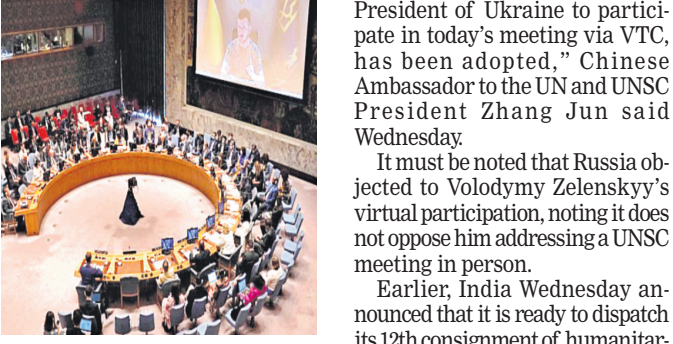 President of Ukraine to partici-
pate in today's meeting via VTC,
has been adopted,” Chinese
Ambassador to the UN and UNSC
President Zhang Jun said
Wednesday.
It must be noted that Russia ob-
jected to Volodymy Zelenskyy's
virtual participation, noting it does
not oppose him addressing a UNSC
meeting in person.
Earlier, India Wednesday an-
nounced that it is ready to dispatch
its 12th consignment of humanitar-